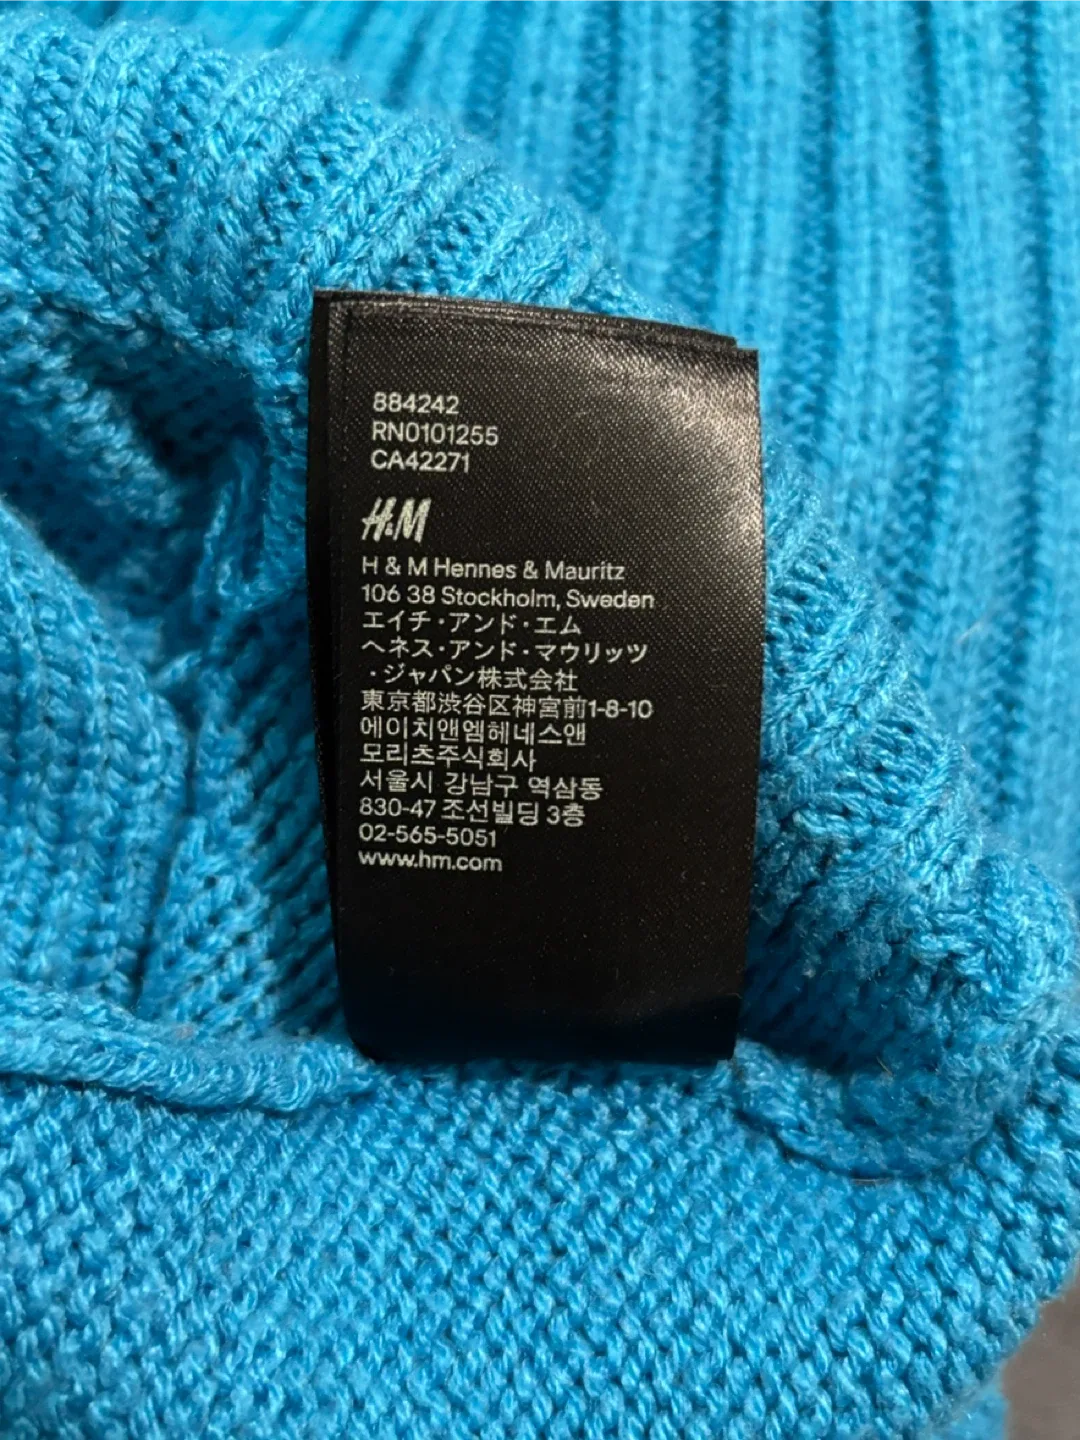 884242
RN0101255
CA42271
H&M
H & M Hennes & Mauritz
106 38 Stockholm, Sweden
エイチ・アンド・エム
ヘネス・アンド・マウリッツ
・ジャパン株式会社
東京都渋谷区神宮前1-8-10
에이치앤엠헤네스앤
모리츠주식회사
서울시 강남구 역삼동
830-47 조선빌딩 3층
02-565-5051
www.hm.com